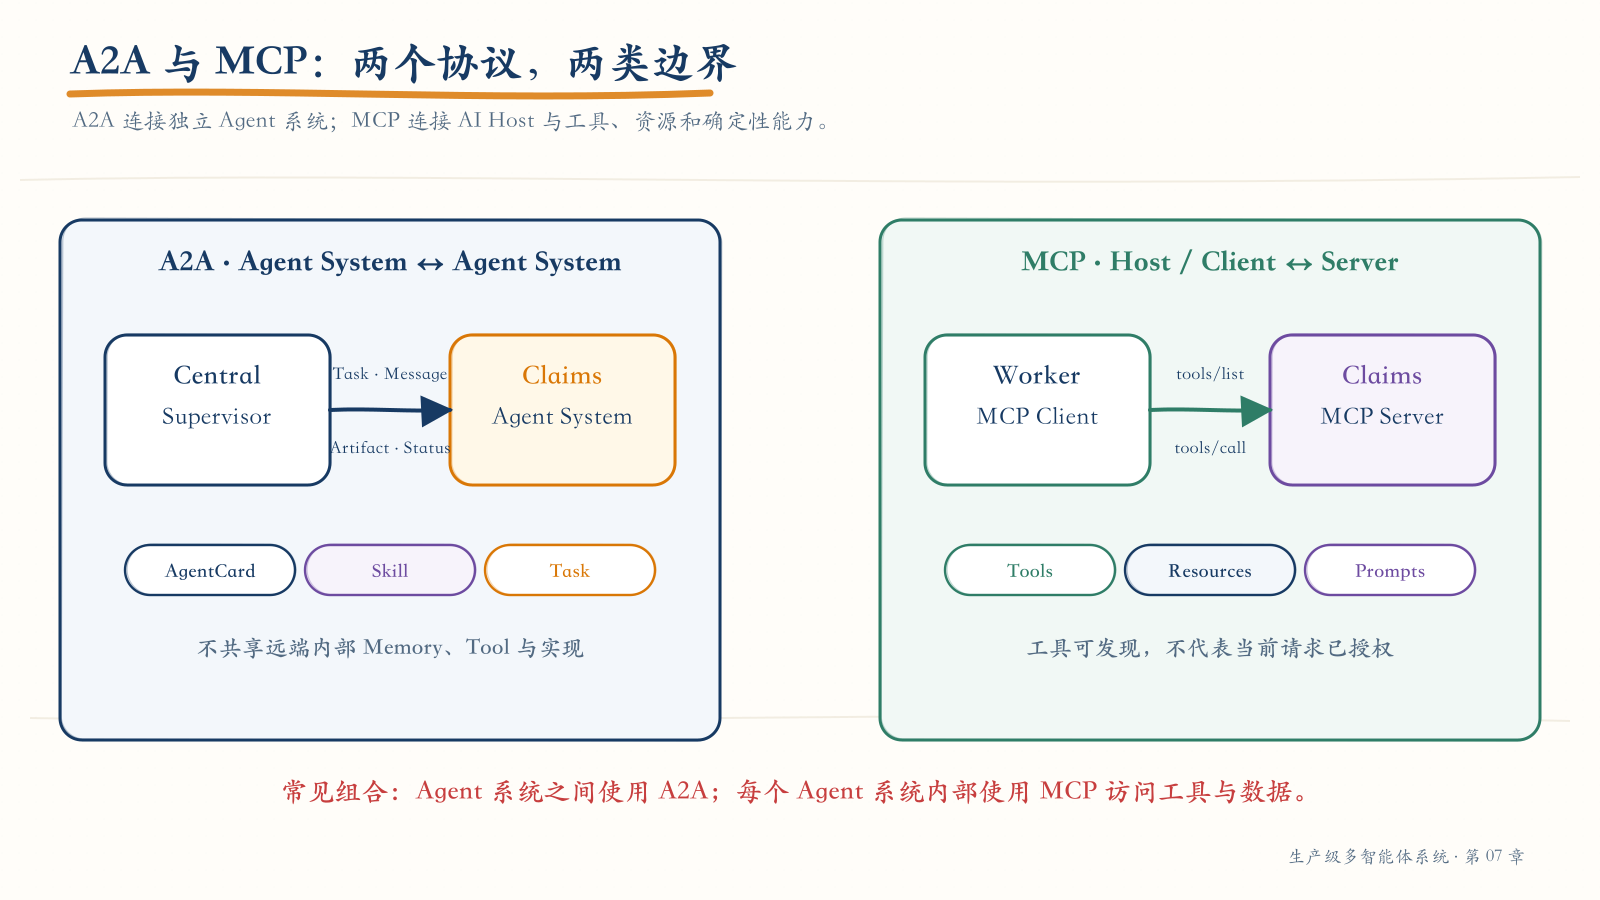 A2A 与 MCP：两个协议，两类边界
A2A 连接独立 Agent 系统；MCP 连接 AI Host 与工具、资源和确定性能力。
A2A · Agent System ↔ Agent System
Central
Supervisor
Task · Message
Artifact · Status
Claims
Agent System
AgentCard
Skill
Task
不共享远端内部 Memory、Tool 与实现
MCP · Host / Client ↔ Server
Worker
MCP Client
tools/list
tools/call
Claims
MCP Server
Tools
Resources
Prompts
工具可发现，不代表当前请求已授权
常见组合：Agent 系统之间使用 A2A；每个 Agent 系统内部使用 MCP 访问工具与数据。
生产级多智能体系统 · 第 07 章